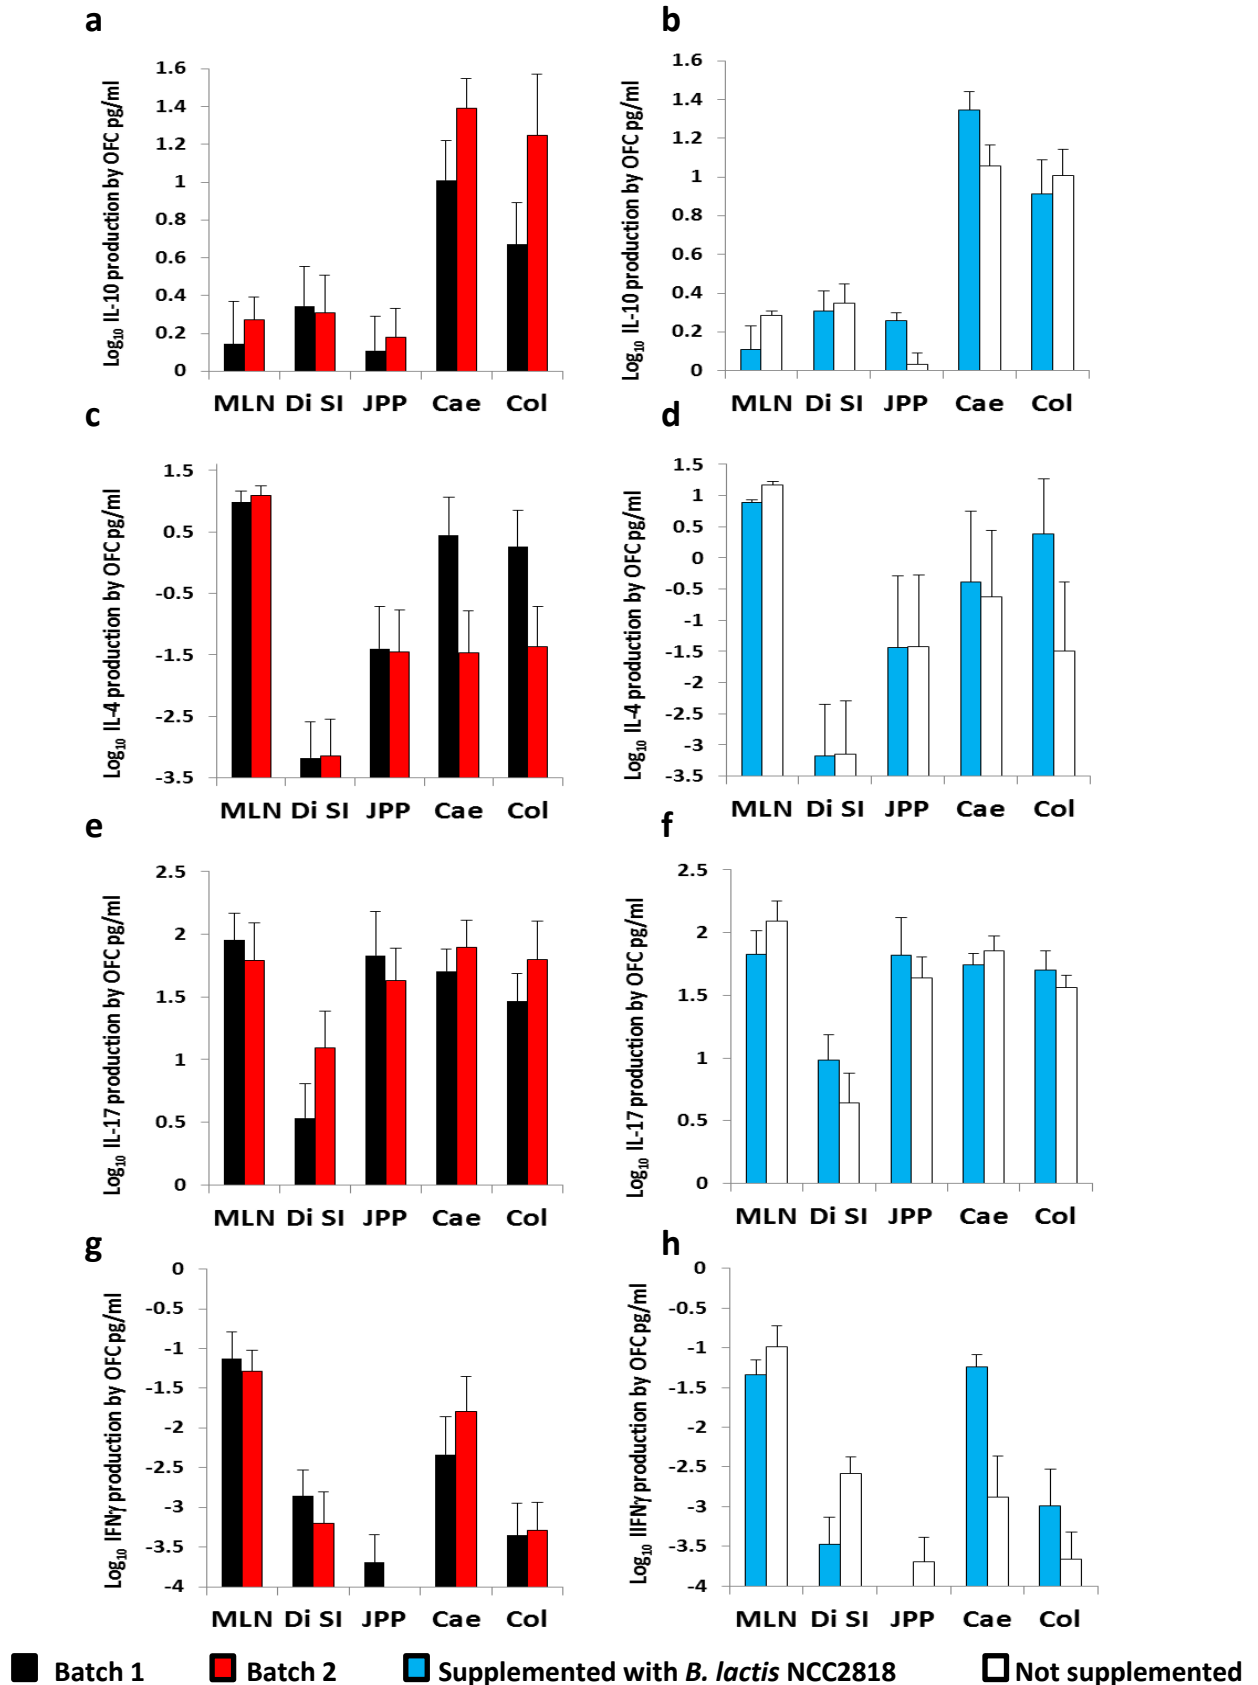 a
Log10 IL-10 production by OFC pg/ml
1.6
1.4
1.2
1
0.8
0.6
0.4
0.2
0
MLN Di SI JPP Cae Col
b
Log10 IL-10 production by OFC pg/ml
1.6
1.4
1.2
1
0.8
0.6
0.4
0.2
0
MLN Di SI JPP Cae Col
c
Log10 IL-4 production by OFC pg/ml
1.5
0.5
-0.5
-1.5
-2.5
-3.5
MLN Di SI JPP Cae Col
d
Log10 IL-4 production by OFC pg/ml
1.5
1
0.5
0
-0.5
-1
-1.5
-2
-2.5
-3
-3.5
MLN Di SI JPP Cae Col
e
Log10 IL-17 production by OFC pg/ml
2.5
2
1.5
1
0.5
0
MLN Di SI JPP Cae Col
f
Log10 IL-17 production by OFC pg/ml
2.5
2
1.5
1
0.5
0
MLN Di SI JPP Cae Col
g
Log10 IFNγ production by OFC pg/ml
0
-0.5
-1
-1.5
-2
-2.5
-3
-3.5
-4
MLN Di SI JPP Cae Col
h
Log10 IIFNγ production by OFC pg/ml
0
-0.5
-1
-1.5
-2
-2.5
-3
-3.5
-4
MLN Di SI JPP Cae Col
Batch 1 Batch 2 Supplemented with B. lactis NCC2818 Not supplemented